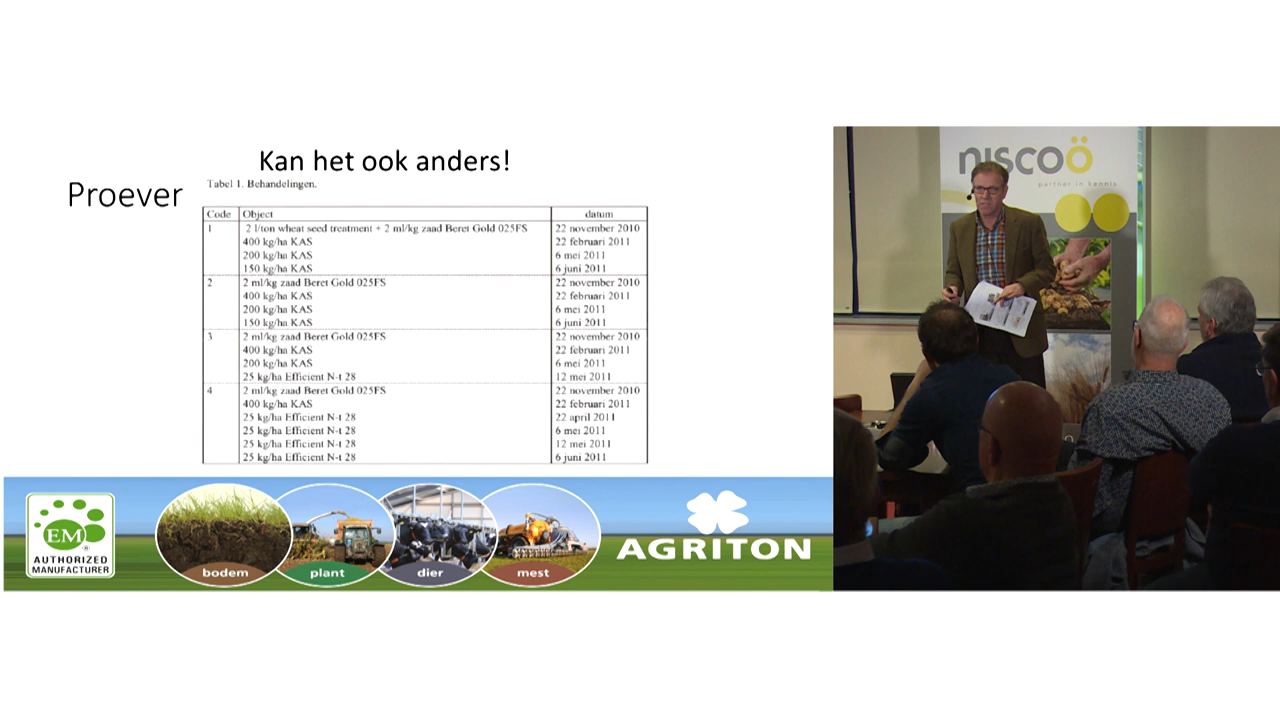 Kan het ook anders!
Proever
Tabel 1. Behandelingen.
Code Object datum
1 2 l/ton wheat seed treatment + 2 ml/kg zaad Beret Gold 025FS 22 november 2010
400 kg/ha KAS 22 februari 2011
200 kg/ha KAS 6 mei 2011
150 kg/ha KAS 6 juni 2011
2 2 ml/kg zaad Beret Gold 025FS 22 november 2010
400 kg/ha KAS 22 februari 2011
200 kg/ha KAS 6 mei 2011
150 kg/ha KAS 6 juni 2011
3 2 ml/kg zaad Beret Gold 025FS 22 november 2010
400 kg/ha KAS 22 februari 2011
200 kg/ha KAS 6 mei 2011
25 kg/ha Efficient N-t 28 12 mei 2011
4 2 ml/kg zaad Beret Gold 025FS 22 november 2010
400 kg/ha KAS 22 februari 2011
25 kg/ha Efficient N-t 28 22 april 2011
25 kg/ha Efficient N-t 28 6 mei 2011
25 kg/ha Efficient N-t 28 12 mei 2011
25 kg/ha Efficient N-t 28 6 juni 2011
EM®
AUTHORIZED
MANUFACTURER
bodem
plant
dier
mest
AGRITON
niscoö
partner in kennis